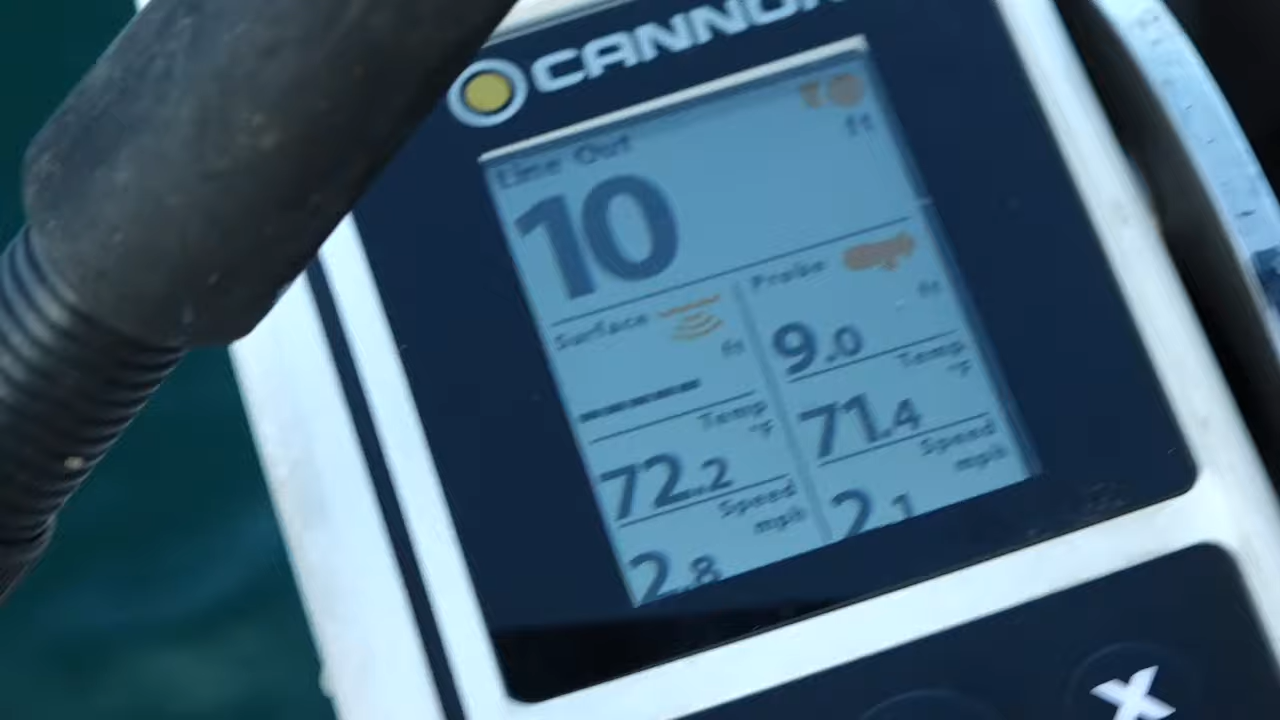 CANNON
Line Out
ft
10
Surface
ft
-----
Temp
°F
72.2
Speed
mph
2.8
Probe
ft
9.0
Temp
°F
71.4
Speed
mph
2.1
X